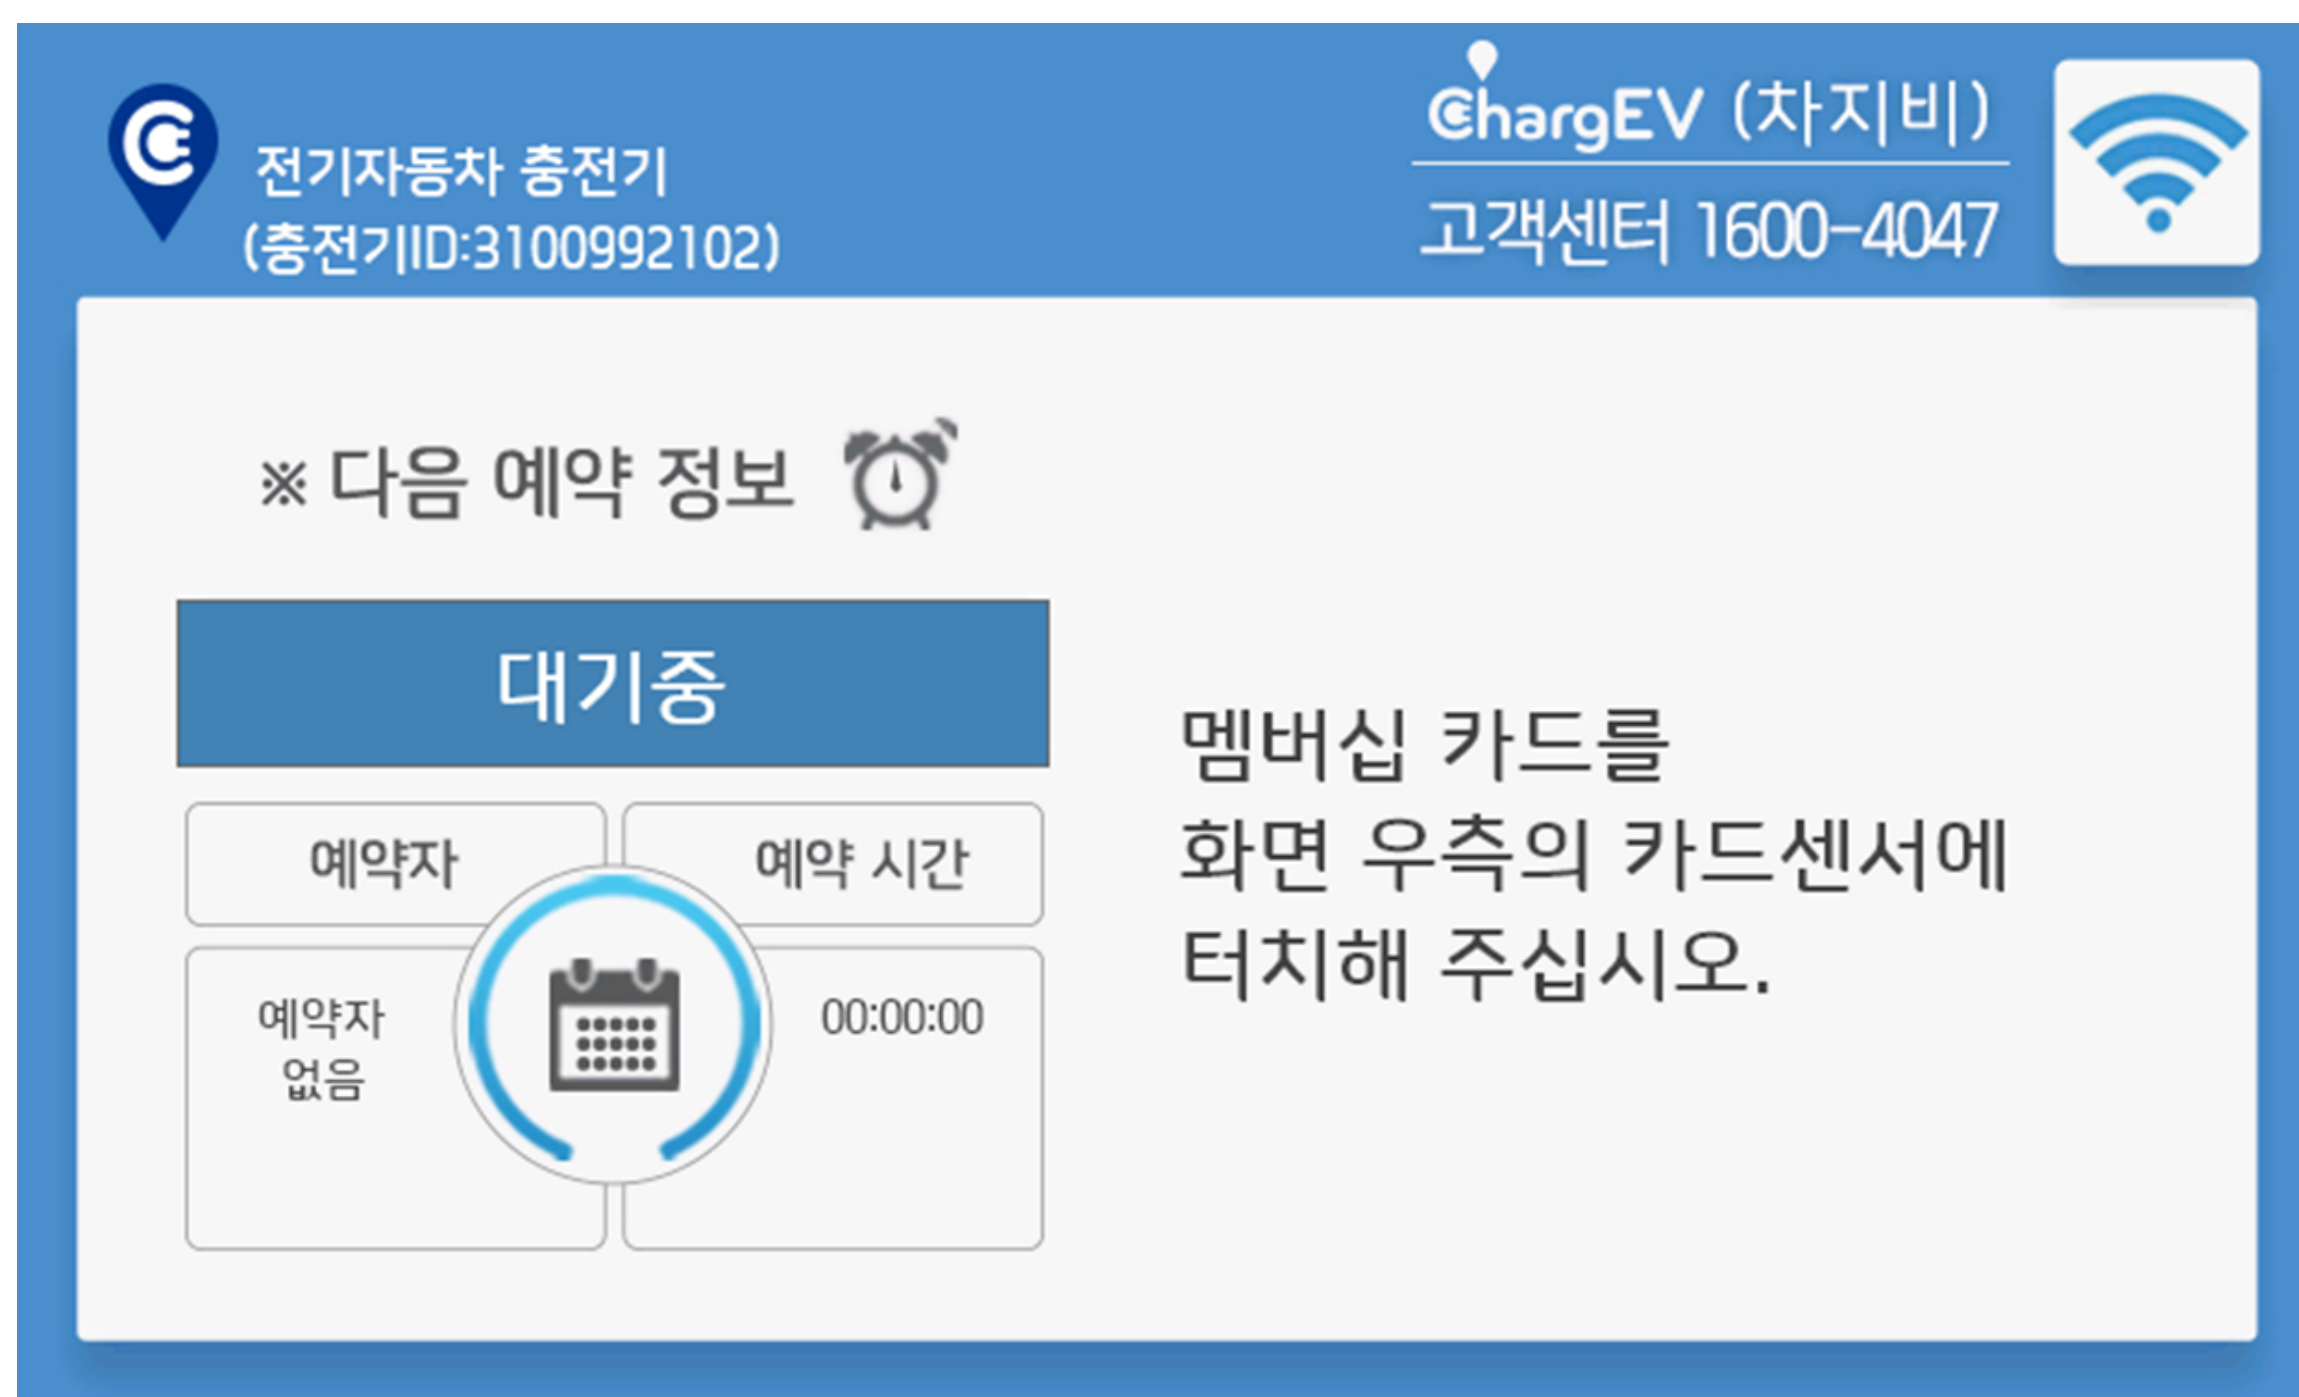 전기자동차 충전기
(충전기ID:3100992102)
ChargEV (차지비)
고객센터 1600-4047
※ 다음 예약 정보
대기중
예약자
예약 시간
예약자
없음
00:00:00
멤버십 카드를
화면 우측의 카드센서에
터치해 주십시오.